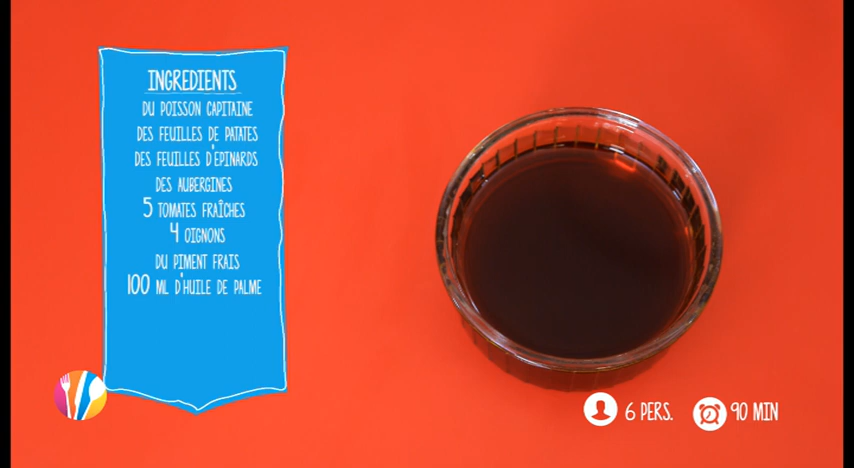 INGREDIENTS
DU POISSON CAPITAINE
DES FEUILLES DE PATATES
DES FEUILLES D'ÉPINARDS
DES AUBERGINES
5 TOMATES FRAÎCHES
4 OIGNONS
DU PIMENT FRAIS
100 ML D'HUILE DE PALME
6 PERS. 90 MIN